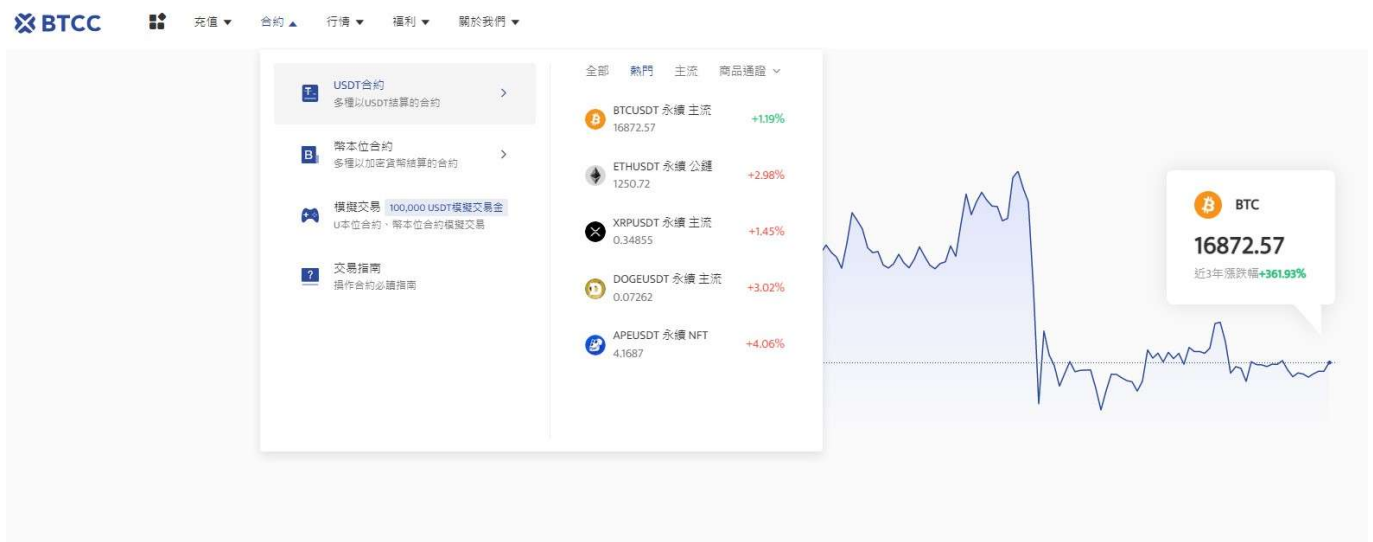 BTCC
充值 ▼
合約 ▲
行情 ▼
福利 ▼
關於我們 ▼
USDT合約
多種以USDT結算的合約
幣本位合約
多種以加密貨幣結算的合約
模擬交易 100,000 USDT模擬交易金
U本位合約、幣本位合約模擬交易
交易指南
操作合約必讀指南
全部 熱門 主流 商品通證
BTCUSDT 永續 主流
16872.57
+1.19%
ETHUSDT 永續 公鏈
1250.72
+2.98%
XRPUSDT 永續 主流
0.34855
+1.45%
DOGEUSDT 永續 主流
0.07262
+3.02%
APEUSDT 永續 NFT
4.1687
+4.06%
BTC
16872.57
近3年漲跌幅+361.93%